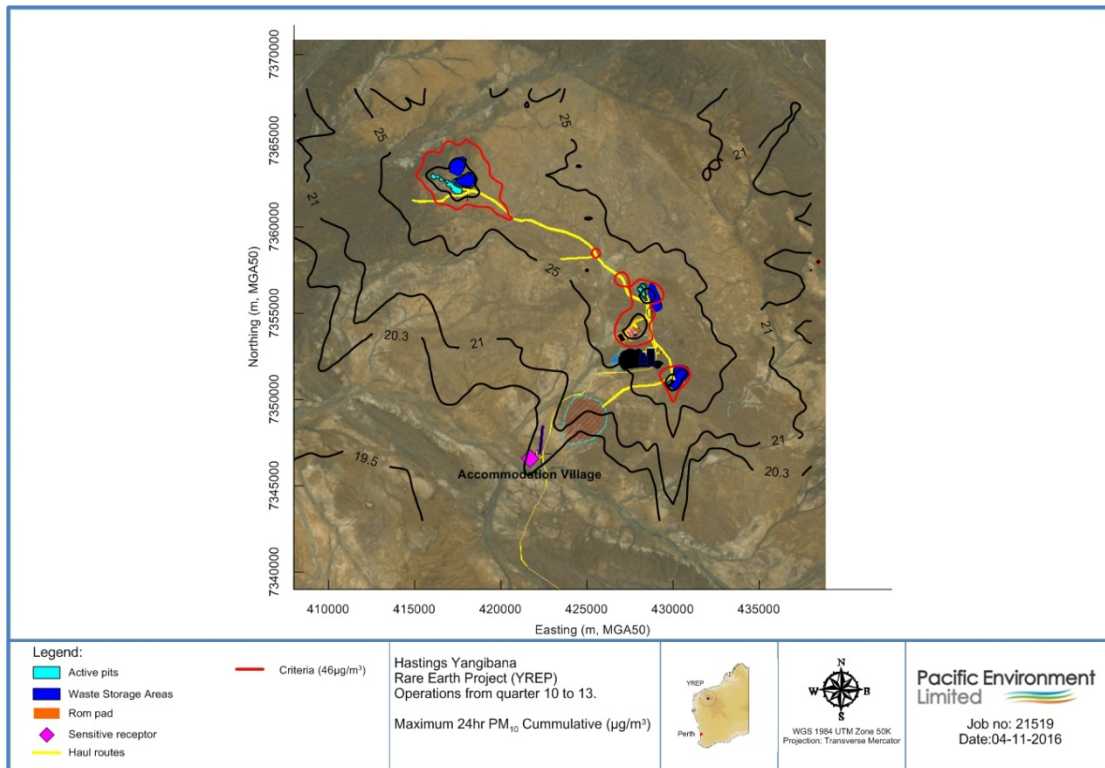 7370000
7365000
7360000
7355000
7350000
7345000
7340000
Northing (m, MGA50)
25
25
21
21
25
21
20.3
21
21
21
20.3
19.5
Accommodation Village
410000
415000
420000
425000
430000
435000
Easting (m, MGA50)
Legend:
Active pits
Waste Storage Areas
Rom pad
Sensitive receptor
Haul routes
Criteria (46µg/m³)
Hastings Yangibana
Rare Earth Project (YREP)
Operations from quarter 10 to 13.
Maximum 24hr PM₁₀ Cummulative (µg/m³)
YREP
Perth
N
W
E
S
WGS 1984 UTM Zone 50K
Projection: Transverse Mercator
Pacific Environment
Limited
Job no: 21519
Date:04-11-2016